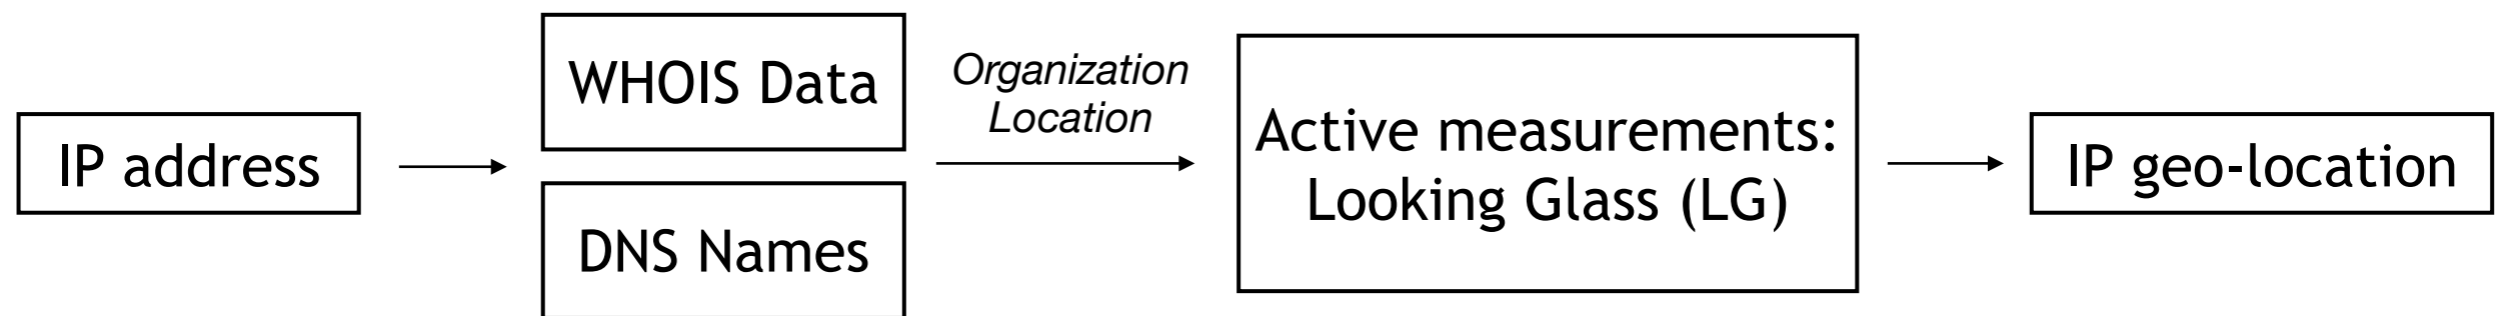 IP address
WHOIS Data
DNS Names
Organization
Location
Active measurements:
Looking Glass (LG)
IP geo-location